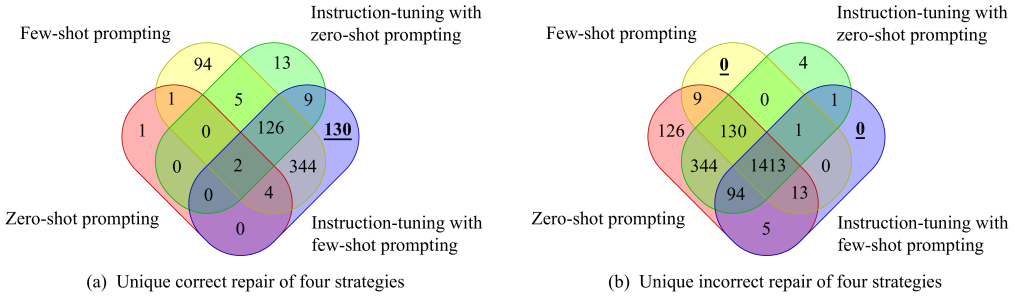 Few-shot prompting
Instruction-tuning with
zero-shot prompting
94
13
1
5
9
1
0
126
130
0
2
344
0
4
0
Zero-shot prompting
Instruction-tuning with
few-shot prompting
(a) Unique correct repair of four strategies
Few-shot prompting
Instruction-tuning with
zero-shot prompting
0
4
9
0
1
126
130
1
0
344
1413
0
94
13
5
Zero-shot prompting
Instruction-tuning with
few-shot prompting
(b) Unique incorrect repair of four strategies